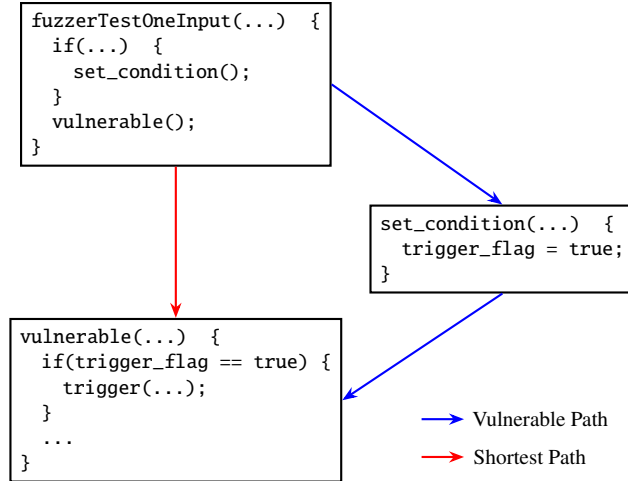 fuzzerTestOneInput(...) {
if(...) {
set_condition();
}
vulnerable();
}
set_condition(...) {
trigger_flag = true;
}
vulnerable(...) {
if(trigger_flag == true) {
trigger(...);
}
...
}
Vulnerable Path
Shortest Path